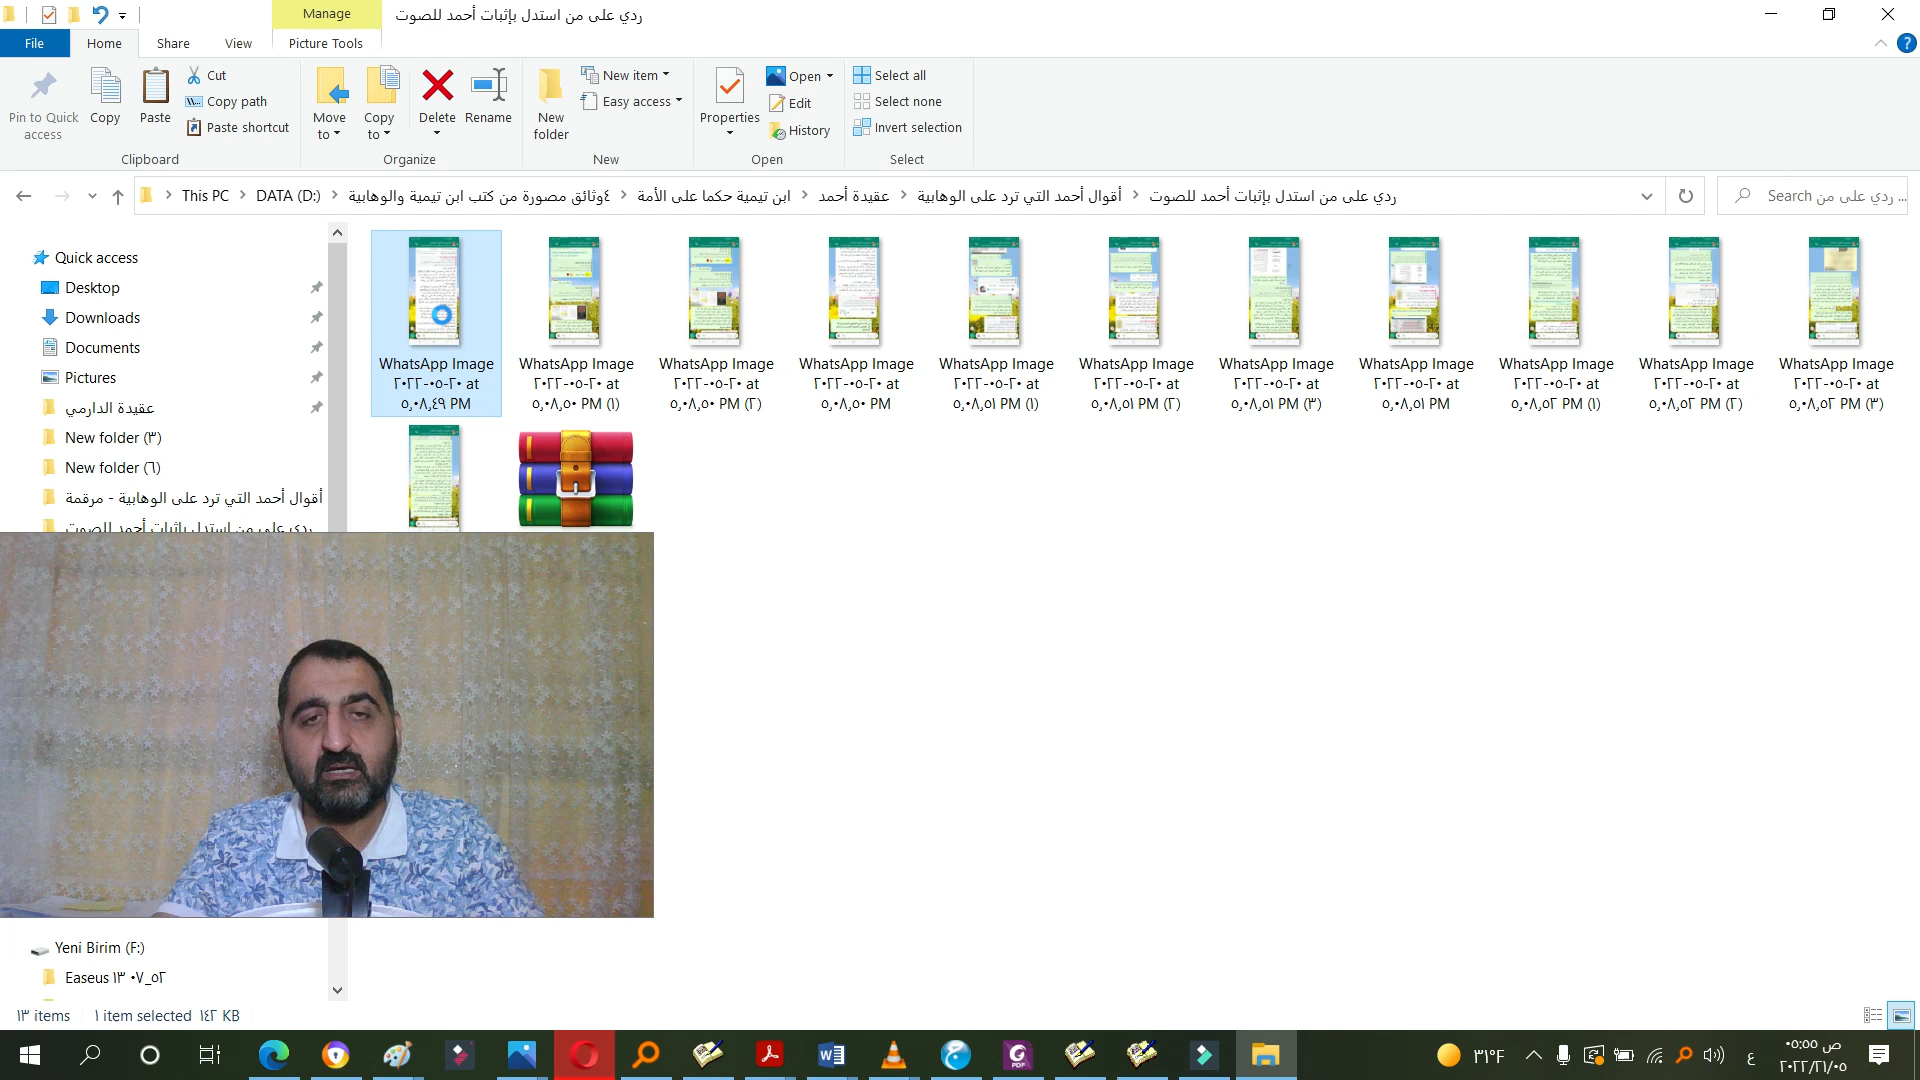 Manage
ردي على من استدل بإثبات أحمد للصوت
File
Home
Share
View
Picture Tools
Pin to Quick access
Copy
Paste
Cut
Copy path
Paste shortcut
Clipboard
Move to
Copy to
Delete
Rename
Organize
New folder
New item
Easy access
New
Properties
Open
Edit
History
Open
Select all
Select none
Invert selection
Select
This PC
DATA (D:)
٤وثائق مصورة من كتب ابن تيمية والوهابية
ابن تيمية حكما على الأمة
عقيدة أحمد
أقوال أحمد التي ترد على الوهابية
ردي على من استدل بإثبات أحمد للصوت
Search ردي على من ...
Quick access
Desktop
Downloads
Documents
Pictures
عقيدة الدارمي
New folder (٣)
New folder (٦)
أقوال أحمد التي ترد على الوهابية - مرقمة
ردي على من استدل بإثبات أحمد للصوت
Yeni Birim (F:)
Easeus ١٣ ٠٧_٥٢
WhatsApp Image ٢٠٢٢-٠٥-٢٠ at ٥,٠٨,٤٩ PM
WhatsApp Image ٢٠٢٢-٠٥-٢٠ at ٥,٠٨,٥٠ PM (١)
WhatsApp Image ٢٠٢٢-٠٥-٢٠ at ٥,٠٨,٥٠ PM (٢)
WhatsApp Image ٢٠٢٢-٠٥-٢٠ at ٥,٠٨,٥٠ PM
WhatsApp Image ٢٠٢٢-٠٥-٢٠ at ٥,٠٨,٥١ PM (١)
WhatsApp Image ٢٠٢٢-٠٥-٢٠ at ٥,٠٨,٥١ PM (٢)
WhatsApp Image ٢٠٢٢-٠٥-٢٠ at ٥,٠٨,٥١ PM (٣)
WhatsApp Image ٢٠٢٢-٠٥-٢٠ at ٥,٠٨,٥١ PM
WhatsApp Image ٢٠٢٢-٠٥-٢٠ at ٥,٠٨,٥٢ PM (١)
WhatsApp Image ٢٠٢٢-٠٥-٢٠ at ٥,٠٨,٥٢ PM (٢)
WhatsApp Image ٢٠٢٢-٠٥-٢٠ at ٥,٠٨,٥٢ PM (٣)
١٣ items
١ item selected ١٤٢ KB
٣١°F
ع
ص ٠٥:٥٥
٢٠٢٢/٢١/٠٥